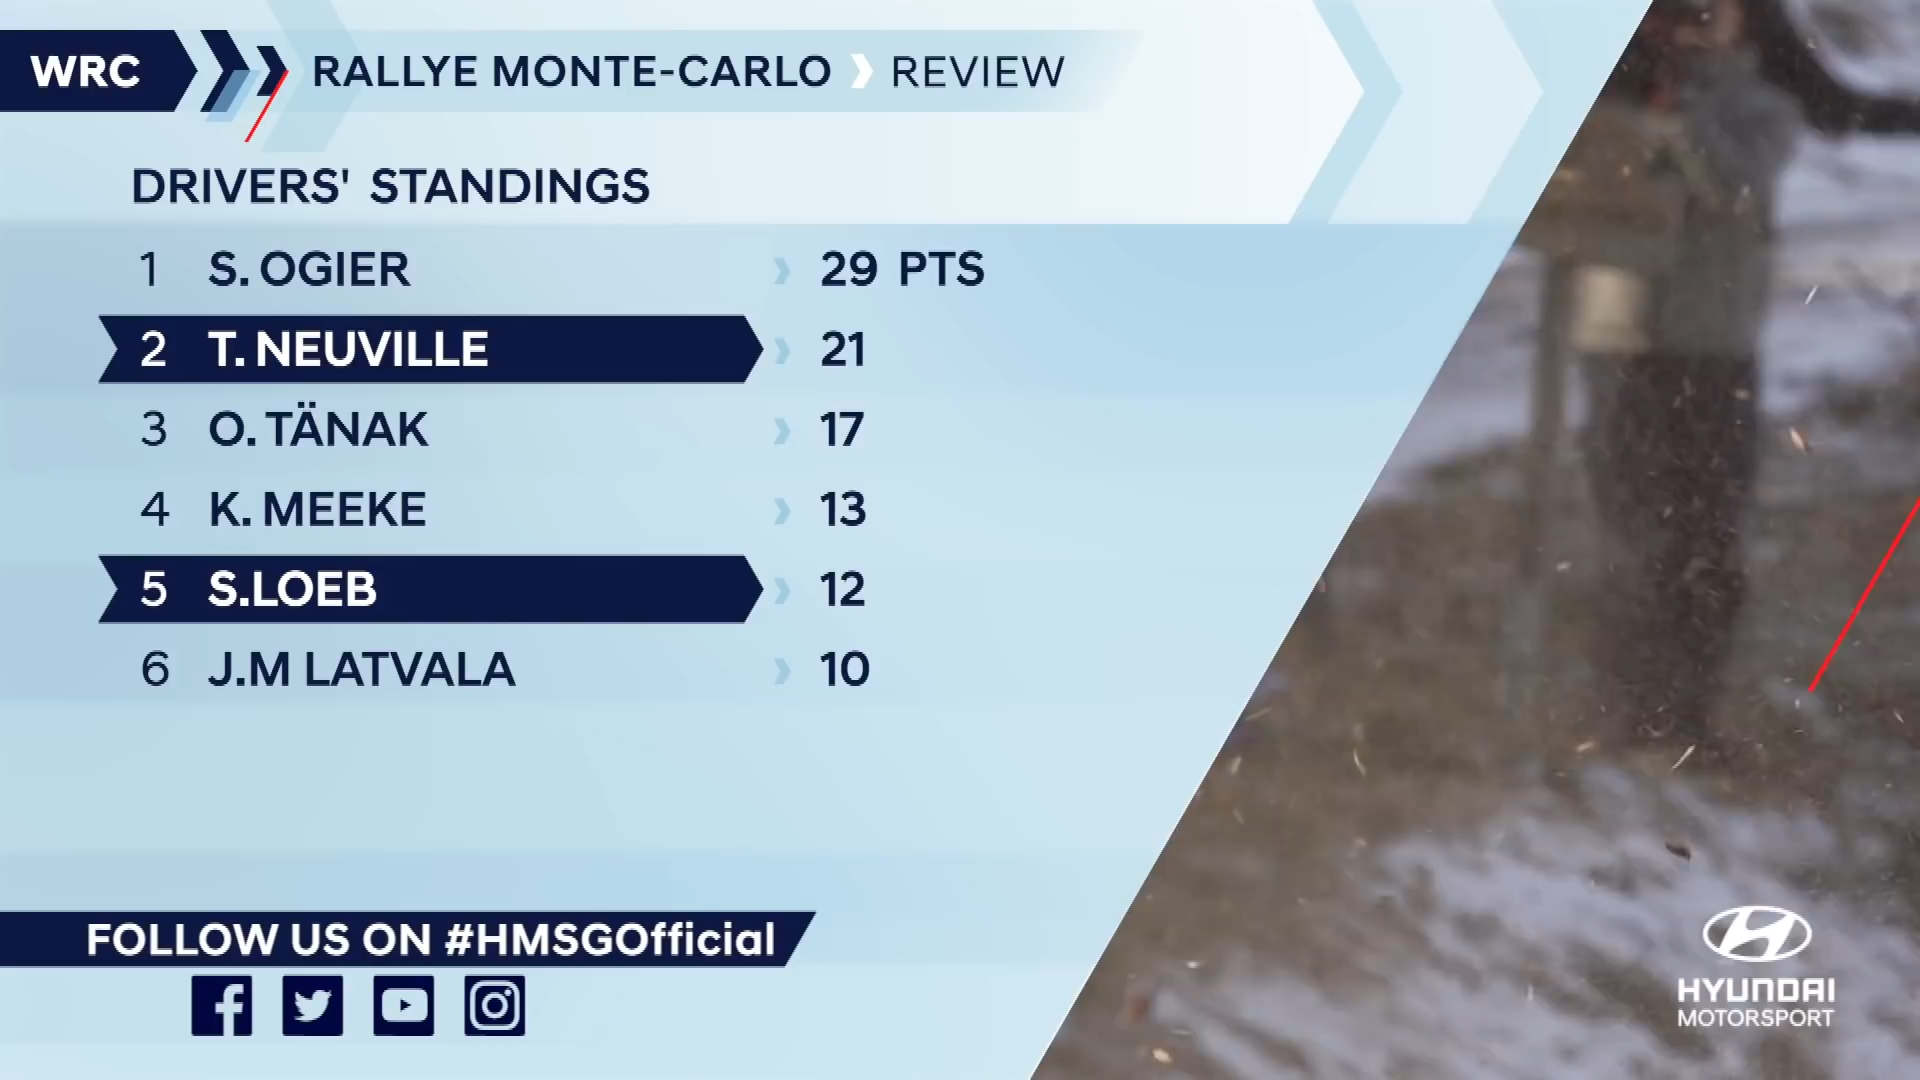 WRC RALLYE MONTE-CARLO REVIEW
DRIVERS' STANDINGS
1 S. OGIER 29 PTS
2 T. NEUVILLE 21
3 O. TÄNAK 17
4 K. MEEKE 13
5 S.LOEB 12
6 J.M LATVALA 10
FOLLOW US ON #HMSGOfficial
HYUNDAI
MOTORSPORT